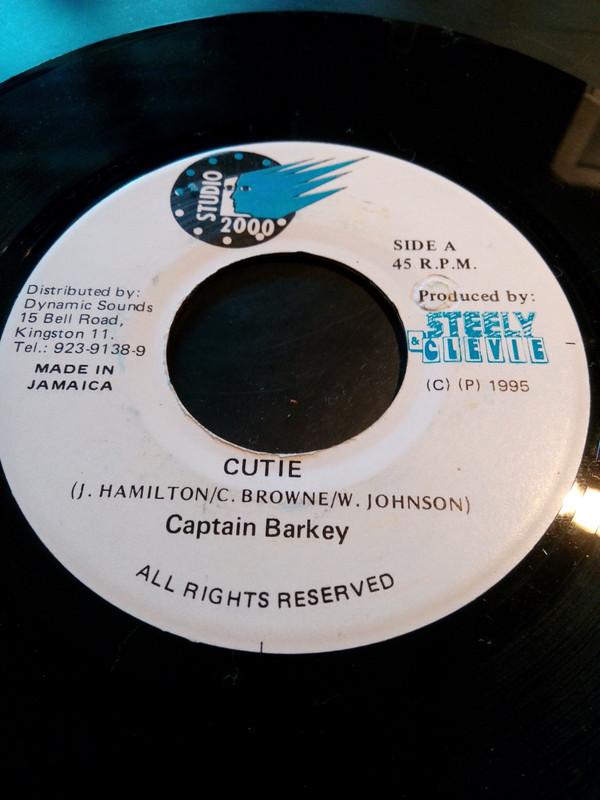 STUDIO
2000
SIDE A
45 R.P.M.
Distributed by:
Dynamic Sounds
15 Bell Road,
Kingston 11.
Tel.: 923-9138-9
MADE IN
JAMAICA
Produced by:
STEELY
& CLEVIE
(C) (P) 1995
CUTIE
(J. HAMILTON/C. BROWNE/W. JOHNSON)
Captain Barkey
ALL RIGHTS RESERVED